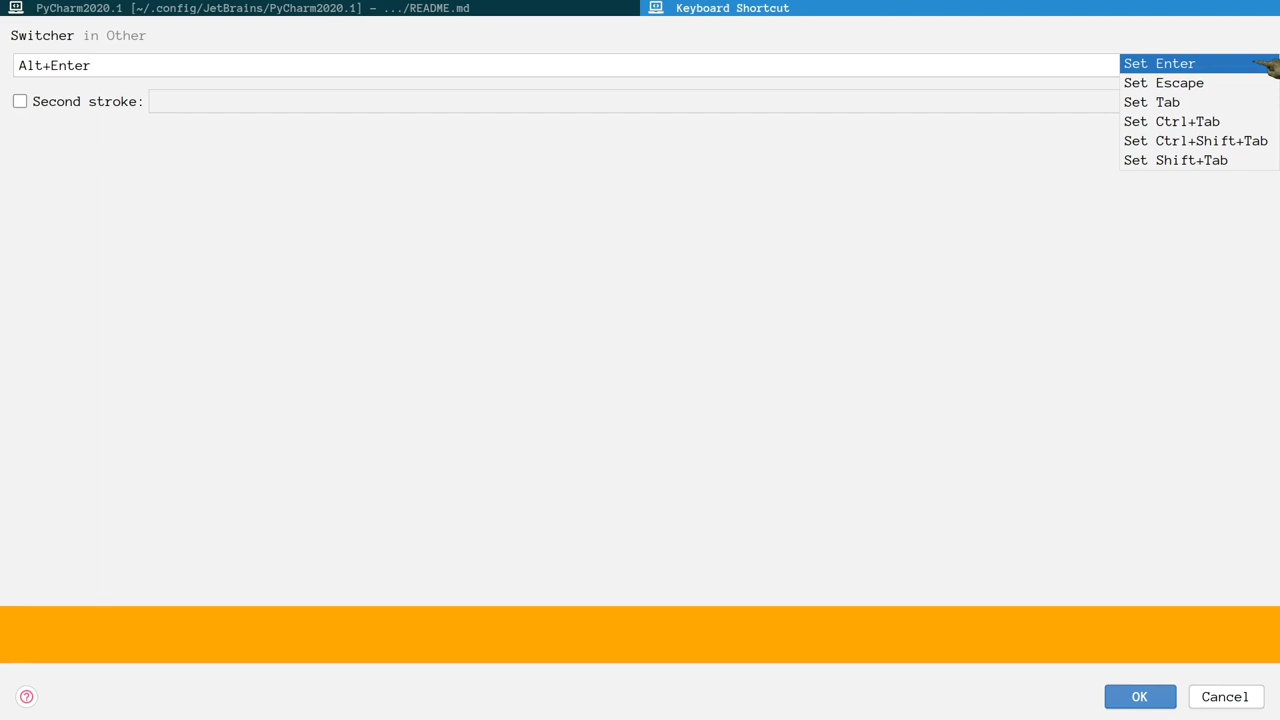 PyCharm2020.1 [~/.config/JetBrains/PyCharm2020.1] – .../README.md
Keyboard Shortcut
Switcher in Other
Alt+Enter
Set Enter
Set Escape
Second stroke:
Set Tab
Set Ctrl+Tab
Set Ctrl+Shift+Tab
Set Shift+Tab
?
OK
Cancel